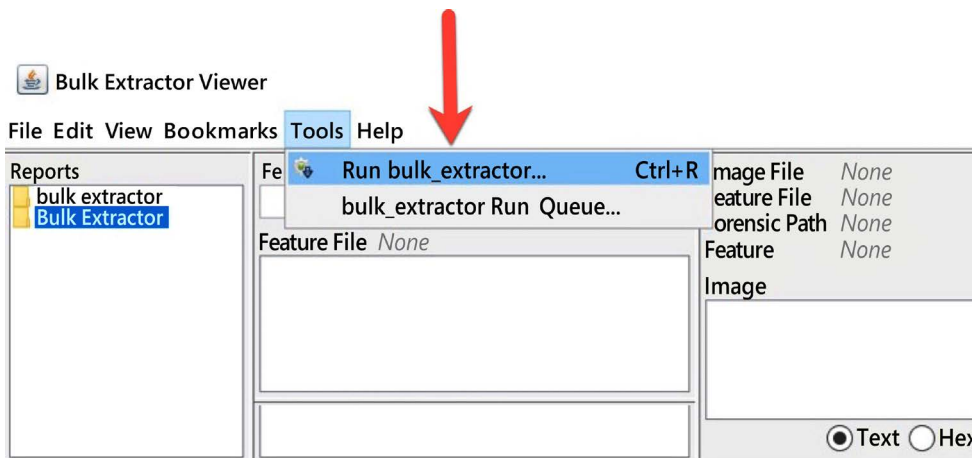 Bulk Extractor Viewer
File Edit View Bookmarks Tools Help
Reports
bulk extractor
Bulk Extractor
Run bulk_extractor... Ctrl+R
bulk_extractor Run Queue...
Fe
Feature File None
mage File None
eature File None
orensic Path None
Feature None
Image
Text Hex